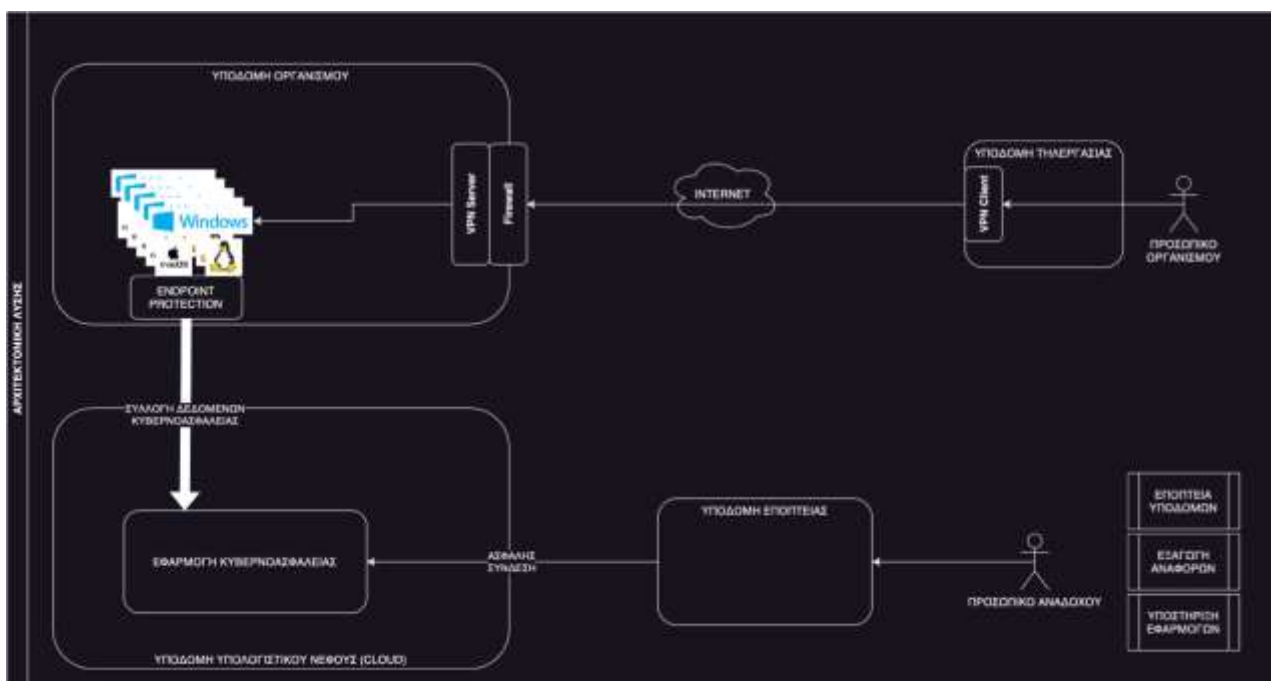 ΑΡΧΙΤΕΚΤΟΝΙΚΗ ΛΥΣΗΣ
ΥΠΟΔΟΜΗ ΟΡΓΑΝΙΣΜΟΥ
Windows
macOS
ENDPOINT
PROTECTION
VPN Server
Firewall
INTERNET
ΥΠΟΔΟΜΗ ΤΗΛΕΡΓΑΣΙΑΣ
VPN Client
ΠΡΟΣΩΠΙΚΟ
ΟΡΓΑΝΙΣΜΟΥ
ΣΥΛΛΟΓΗ ΔΕΔΟΜΕΝΩΝ
ΚΥΒΕΡΝΟΑΣΦΑΛΕΙΑΣ
ΕΦΑΡΜΟΓΗ ΚΥΒΕΡΝΟΑΣΦΑΛΕΙΑΣ
ΑΣΦΑΛΗΣ
ΣΥΝΔΕΣΗ
ΥΠΟΔΟΜΗ ΕΠΟΠΤΕΙΑΣ
ΠΡΟΣΩΠΙΚΟ ΑΝΑΔΟΧΟΥ
ΕΠΟΠΤΕΙΑ
ΥΠΟΔΟΜΩΝ
ΕΞΑΓΩΓΗ
ΑΝΑΦΟΡΩΝ
ΥΠΟΣΤΗΡΙΞΗ
ΕΦΑΡΜΟΓΩΝ
ΥΠΟΔΟΜΗ ΥΠΟΛΟΓΙΣΤΙΚΟΥ ΝΕΦΟΥΣ (CLOUD)